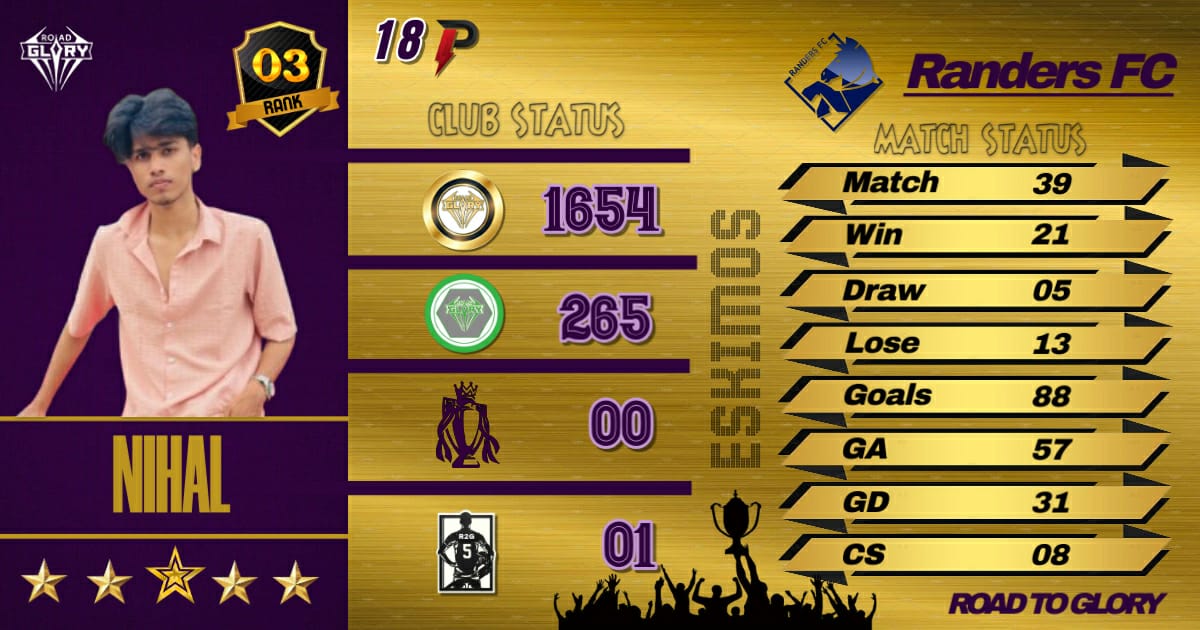 ROAD
GLORY
03
RANK
NIHAL
18 P
CLUB STATUS
GLORY
1654
GLORY
265
00
R2G
5
01
ESKIMOS
RANDERS FC
Randers FC
MATCH STATUS
Match 39
Win 21
Draw 05
Lose 13
Goals 88
GA 57
GD 31
CS 08
ROAD TO GLORY